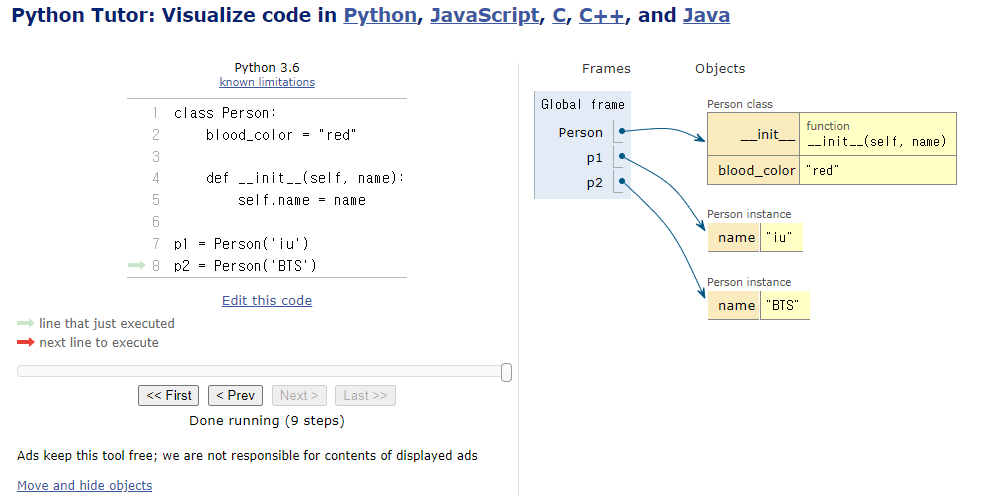 Python Tutor: Visualize code in Python, JavaScript, C, C++, and Java
Python 3.6
known limitations
1 class Person:
2 blood_color = "red"
3
4 def __init__(self, name):
5 self.name = name
6
7 p1 = Person('iu')
8 p2 = Person('BTS')
Edit this code
line that just executed
next line to execute
<< First < Prev Next > Last >>
Done running (9 steps)
Ads keep this tool free; we are not responsible for contents of displayed ads
Move and hide objects
Frames Objects
Global frame
Person
p1
p2
Person class
__init__ function
__init__(self, name)
blood_color "red"
Person instance
name "iu"
Person instance
name "BTS"